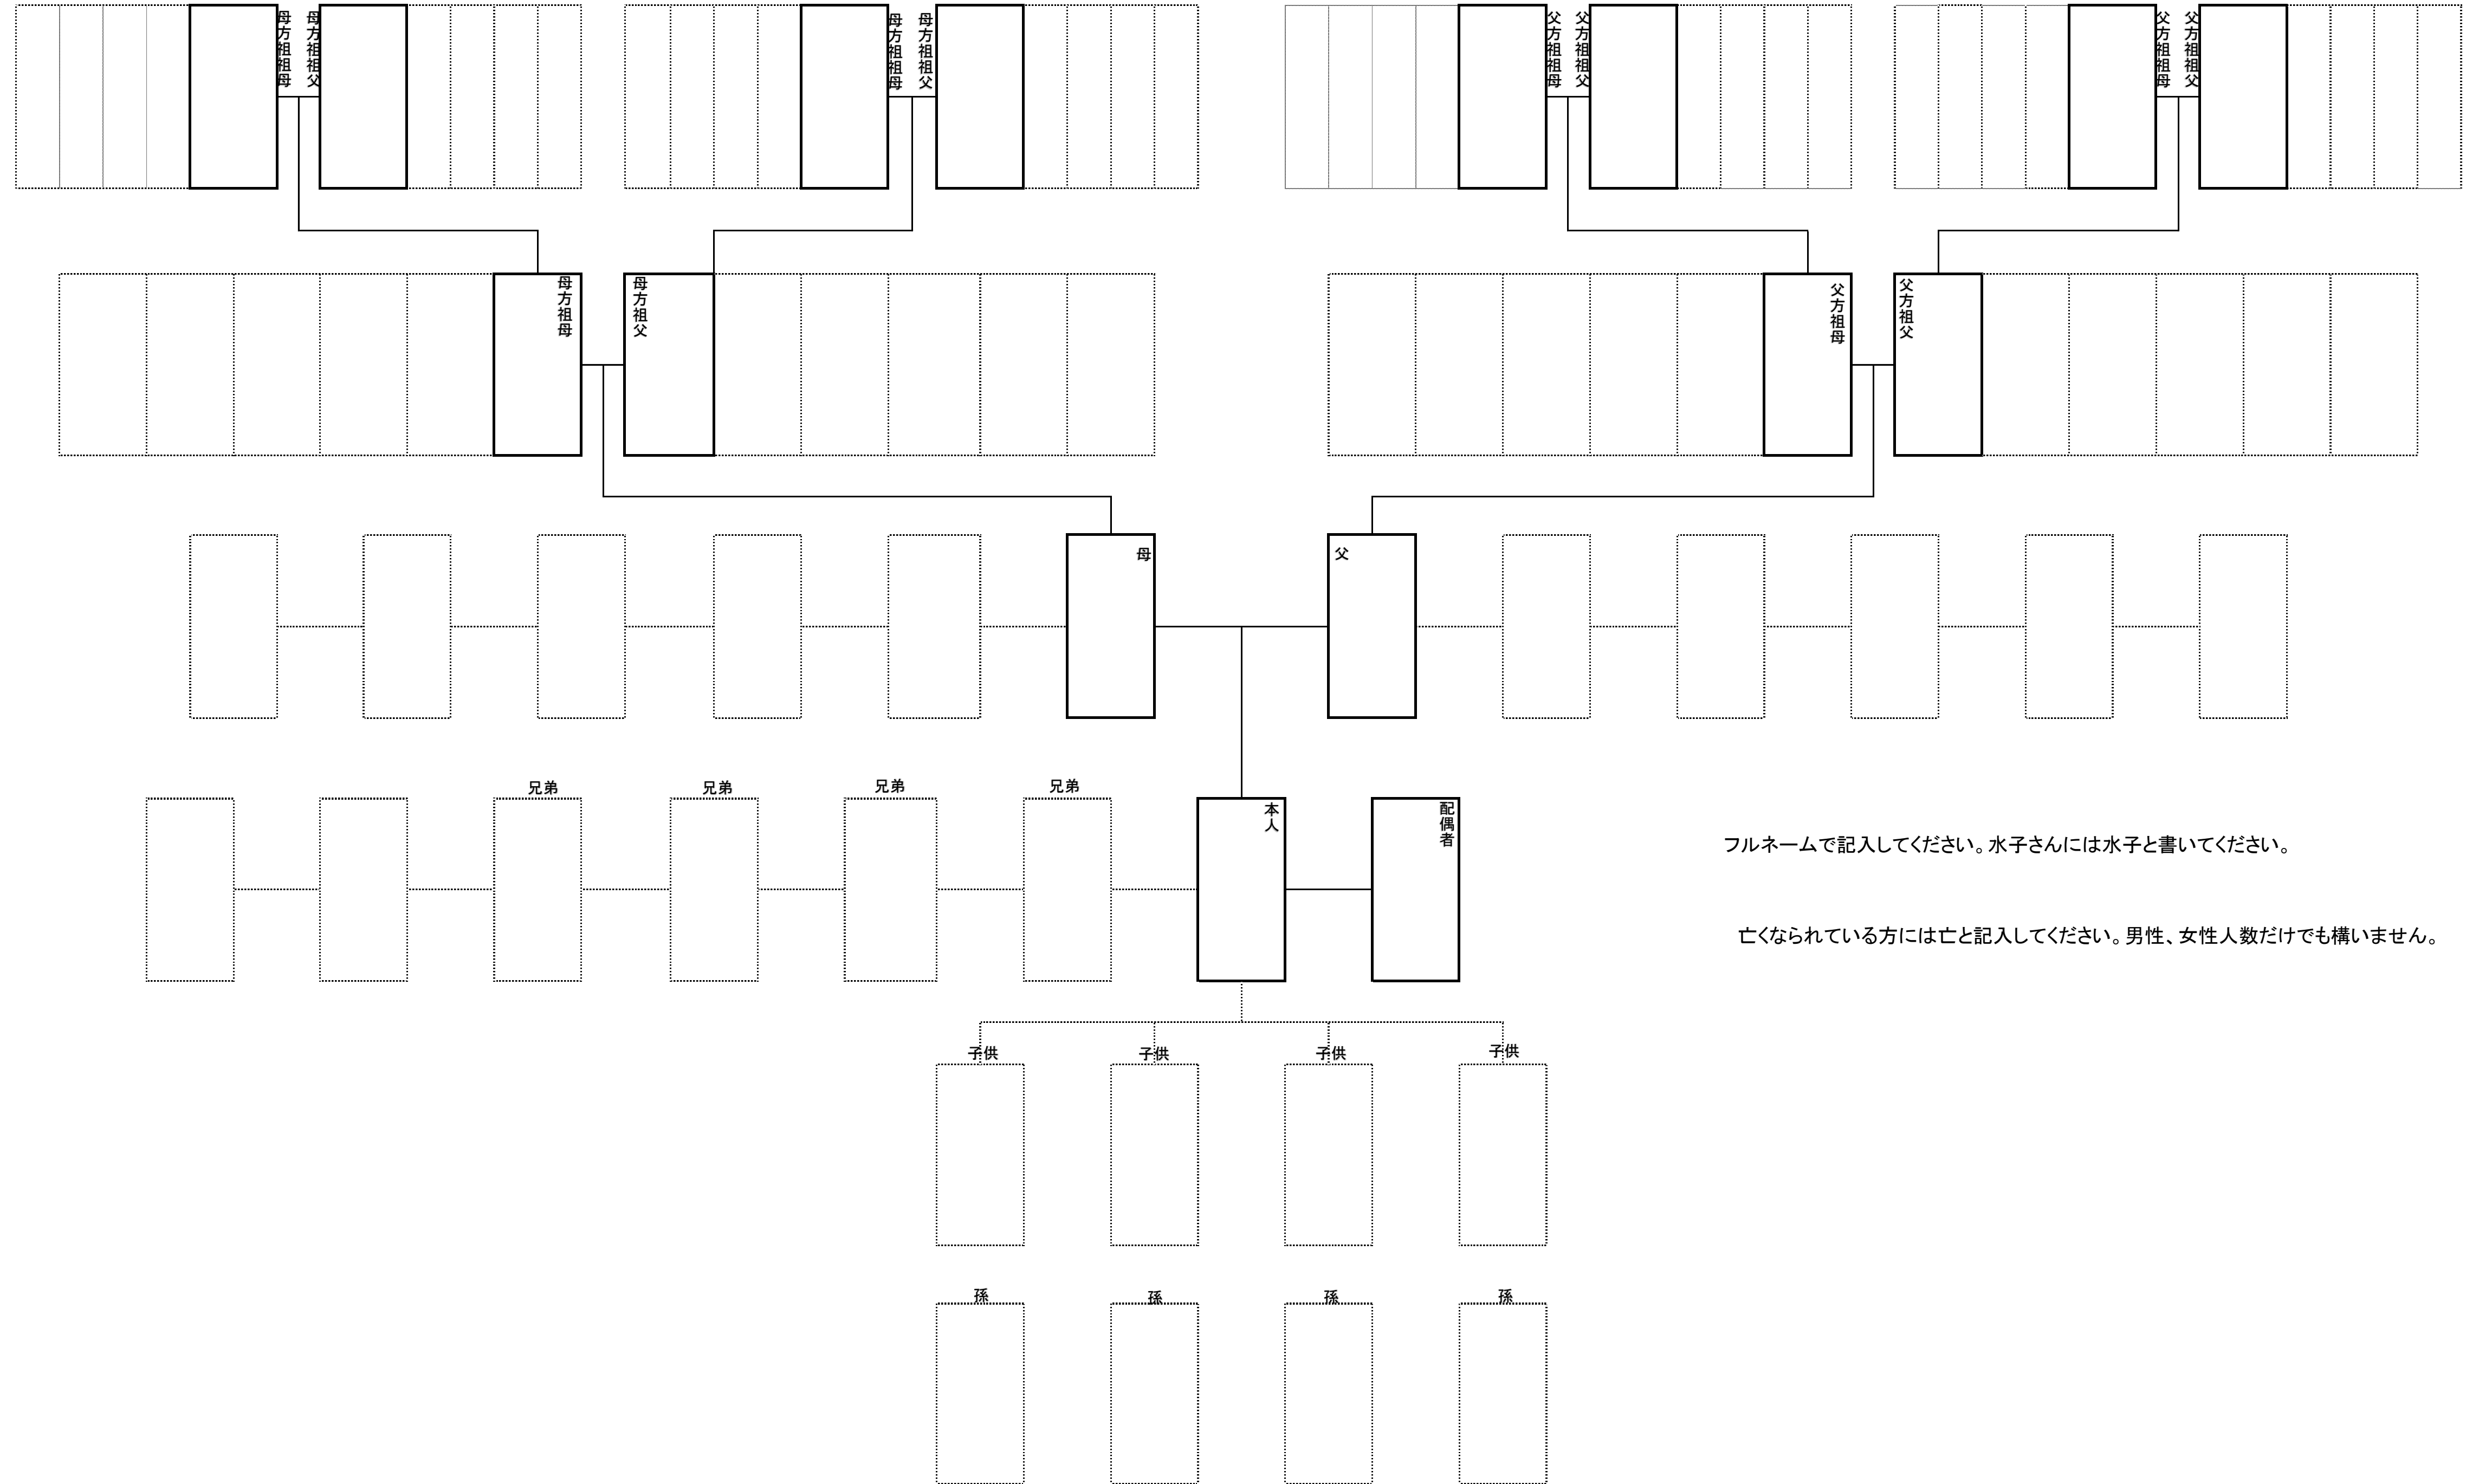 母方祖祖母
母方祖祖父
母方祖祖母
母方祖祖父
父方祖祖母
父方祖祖父
父方祖祖母
父方祖祖父
母方祖母
母方祖父
父方祖母
父方祖父
母
父
兄弟
兄弟
兄弟
兄弟
本人
配偶者
フルネームで記入してください。水子さんには水子と書いてください。
亡くなられている方には亡と記入してください。男性、女性人数だけでも構いません。
子供
子供
子供
子供
孫
孫
孫
孫